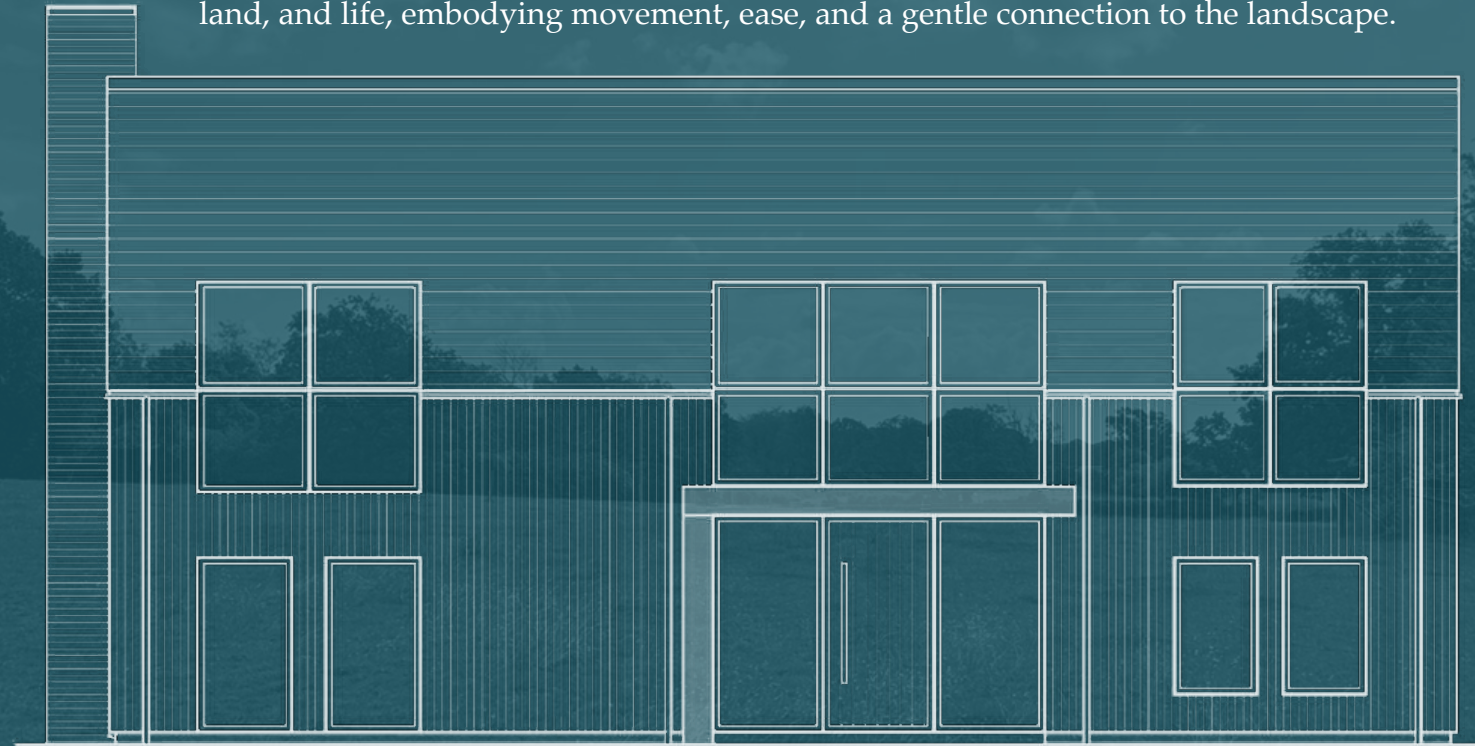 land, and life, embodying movement, ease, and a gentle connection to the landscape.